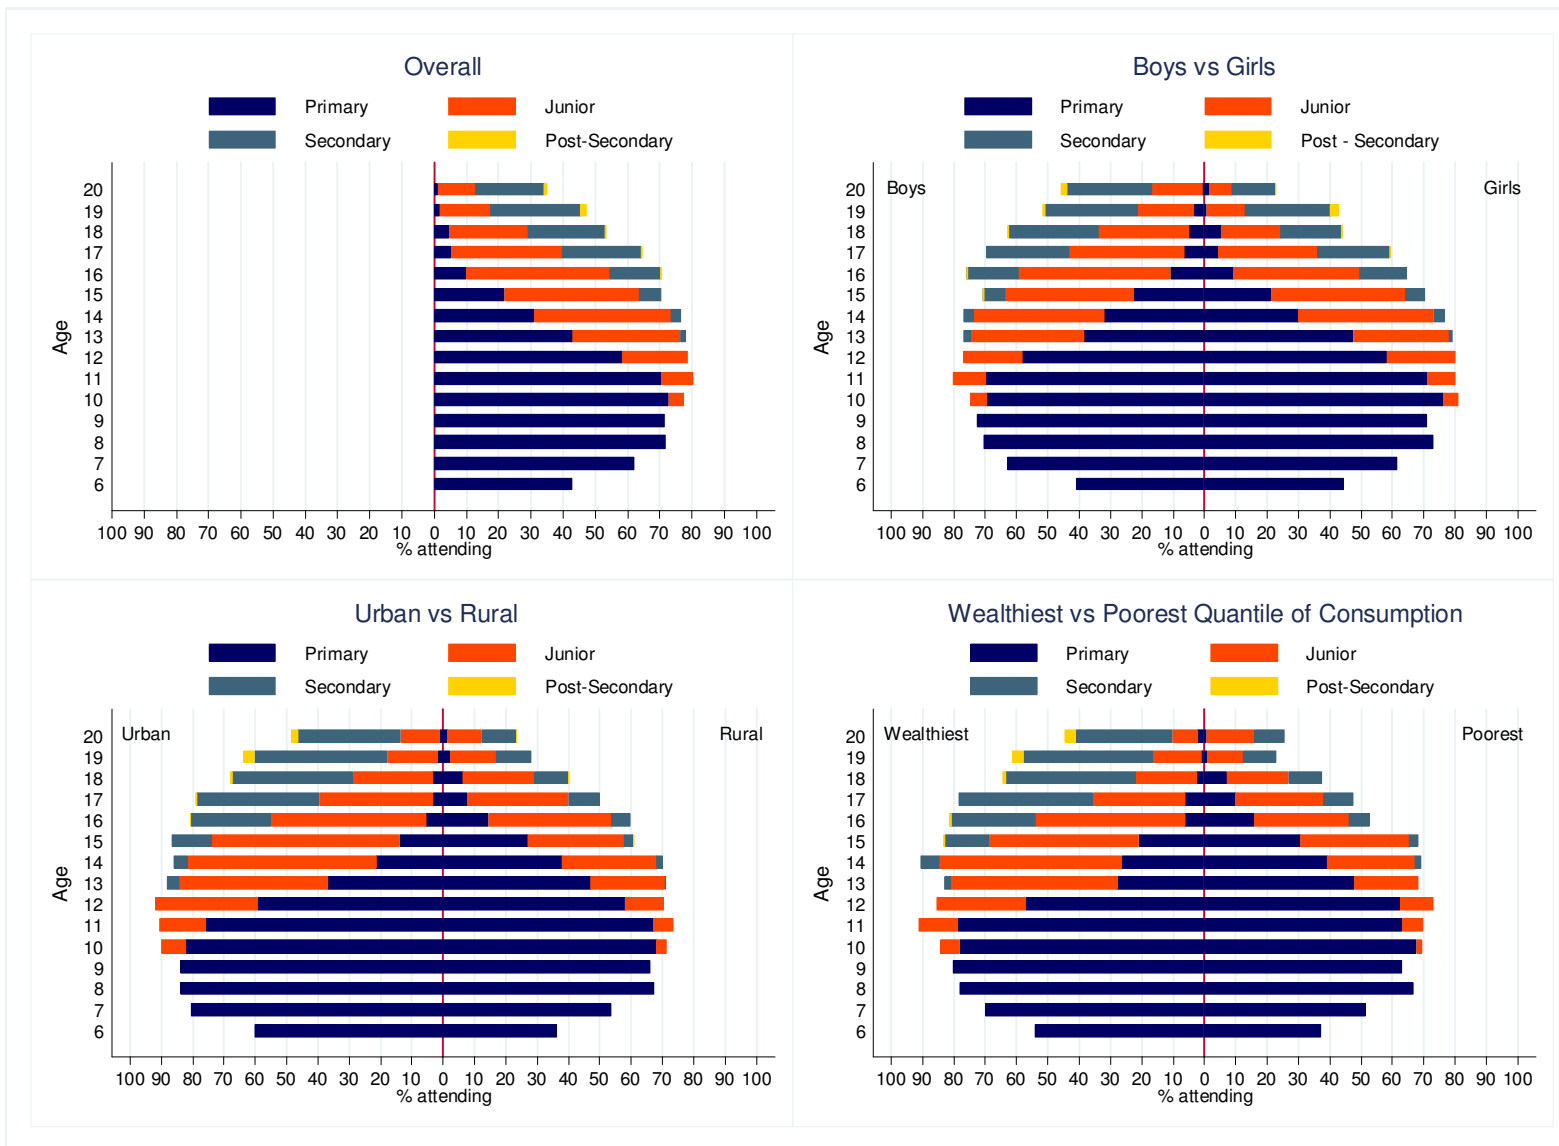 Overall
Primary
Junior
Secondary
Post-Secondary
Age
20
19
18
17
16
15
14
13
12
11
10
9
8
7
6
100 90 80 70 60 50 40 30 20 10 0 10 20 30 40 50 60 70 80 90 100
% attending
Boys vs Girls
Primary
Junior
Secondary
Post - Secondary
Boys
Girls
Age
20
19
18
17
16
15
14
13
12
11
10
9
8
7
6
100 90 80 70 60 50 40 30 20 10 0 10 20 30 40 50 60 70 80 90 100
% attending
Urban vs Rural
Primary
Junior
Secondary
Post-Secondary
Urban
Rural
Age
20
19
18
17
16
15
14
13
12
11
10
9
8
7
6
100 90 80 70 60 50 40 30 20 10 0 10 20 30 40 50 60 70 80 90 100
% attending
Wealthiest vs Poorest Quantile of Consumption
Primary
Junior
Secondary
Post-Secondary
Wealthiest
Poorest
Age
20
19
18
17
16
15
14
13
12
11
10
9
8
7
6
100 90 80 70 60 50 40 30 20 10 0 10 20 30 40 50 60 70 80 90 100
% attending